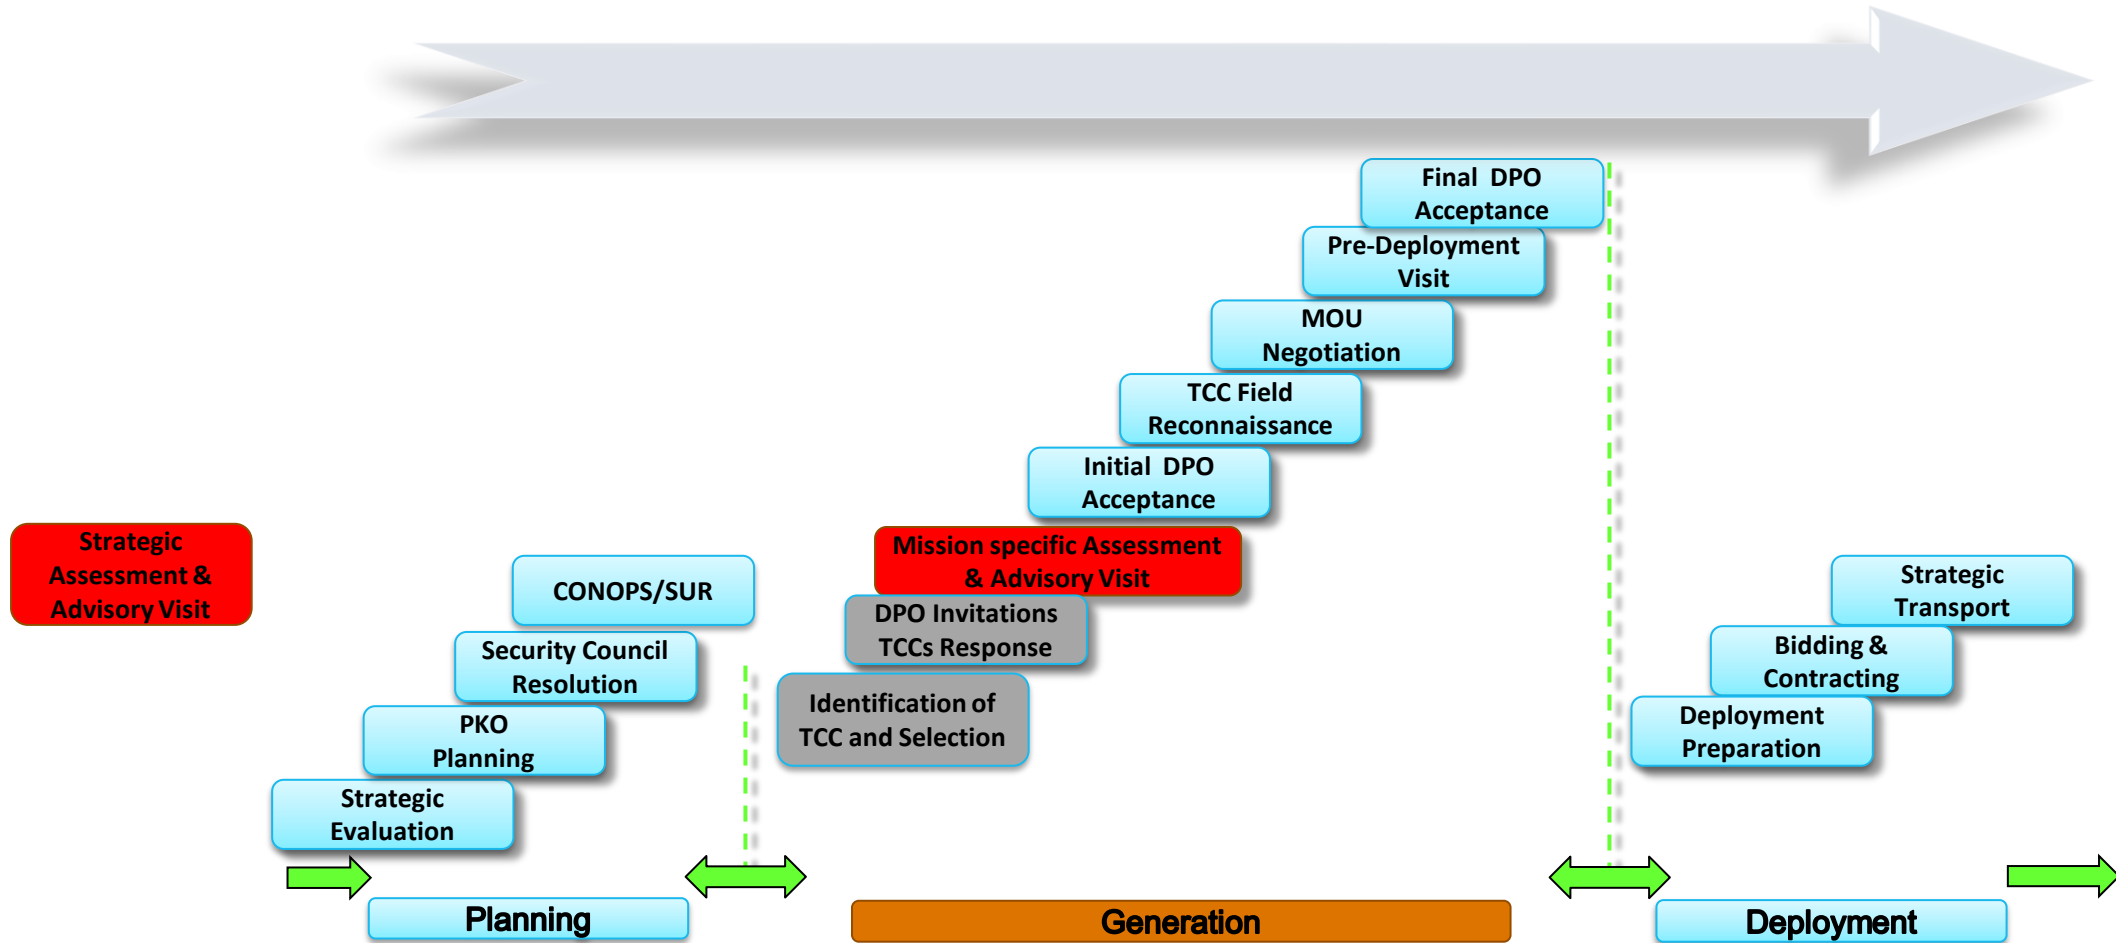 Strategic
Assessment &
Advisory Visit
Strategic
Evaluation
PKO
Planning
Security Council
Resolution
CONOPS/SUR
Identification of
TCC and Selection
DPO Invitations
TCCs Response
Mission specific Assessment
& Advisory Visit
Initial DPO
Acceptance
TCC Field
Reconnaissance
MOU
Negotiation
Pre-Deployment
Visit
Final DPO
Acceptance
Deployment
Preparation
Bidding &
Contracting
Strategic
Transport
Planning
Generation
Deployment